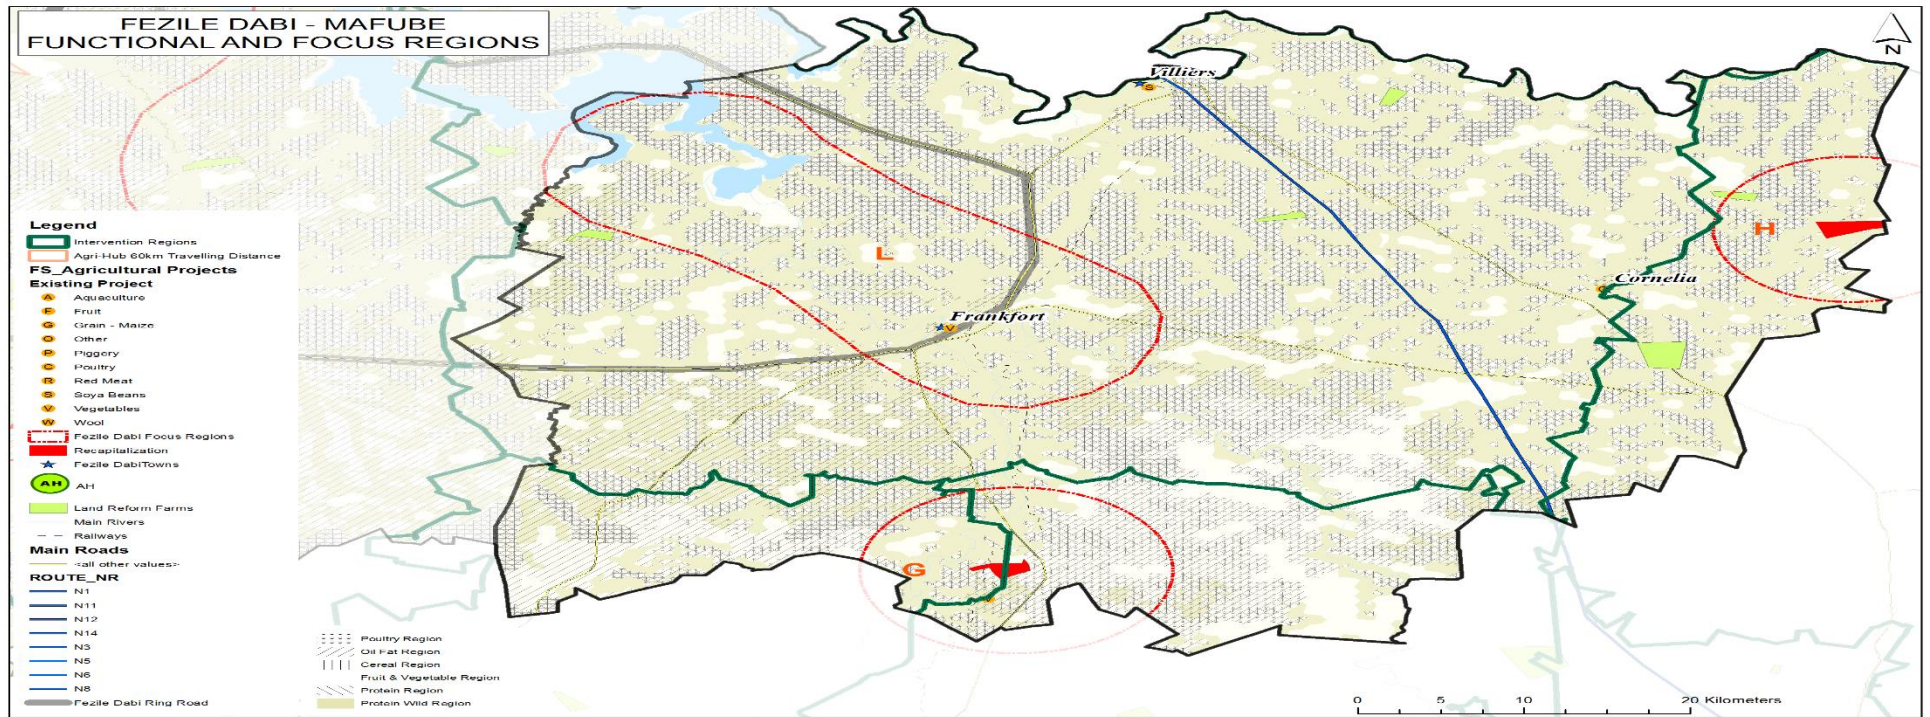 FEZILE DABI - MAFUBE
FUNCTIONAL AND FOCUS REGIONS
N
Villiers
L
H
Cornelia
Frankfort
G
Legend
Intervention Regions
Agri-Hub 60km Travelling Distance
FS_Agricultural Projects
Existing Project
A Aquaculture
F Fruit
G Grain - Maize
O Other
P Piggery
C Poultry
R Red Meat
S Soya Beans
V Vegetables
W Wool
Fezile Dabi Focus Regions
Recapitalization
Fezile DabiTowns
AH AH
Land Reform Farms
Main Rivers
Railways
Main Roads
<all other values>
ROUTE_NR
N1
N11
N12
N14
N3
N5
N6
N8
Fezile Dabi Ring Road
Poultry Region
Oil Fat Region
Cereal Region
Fruit & Vegetable Region
Protein Region
Protein Wild Region
0 5 10 20 Kilometers
S
V